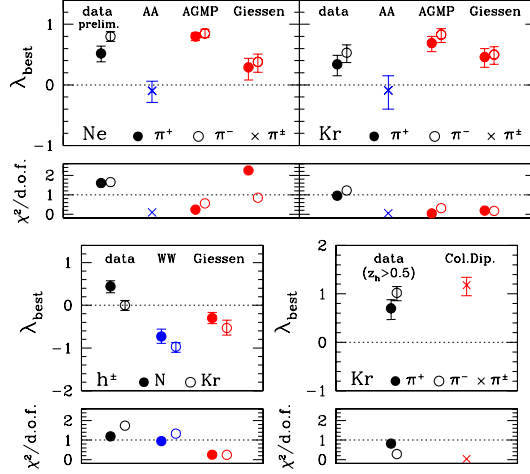 data AA AGMP Giessen data AA AGMP Giessen
prelim.
1
λbest
0
Ne ● π⁺ ○ π⁻ × π± Kr ● π⁺ ○ π⁻ × π±
−1
χ²/d.o.f.
2
1
0
data WW Giessen
1
0
λbest
−1
h± ● N ○ Kr
−2
χ²/d.o.f.
2
1
0
2
data Col.Dip.
(zh>0.5)
1
λbest
0
Kr ● π⁺ ○ π⁻ × π±
−1
χ²/d.o.f.
2
1
0